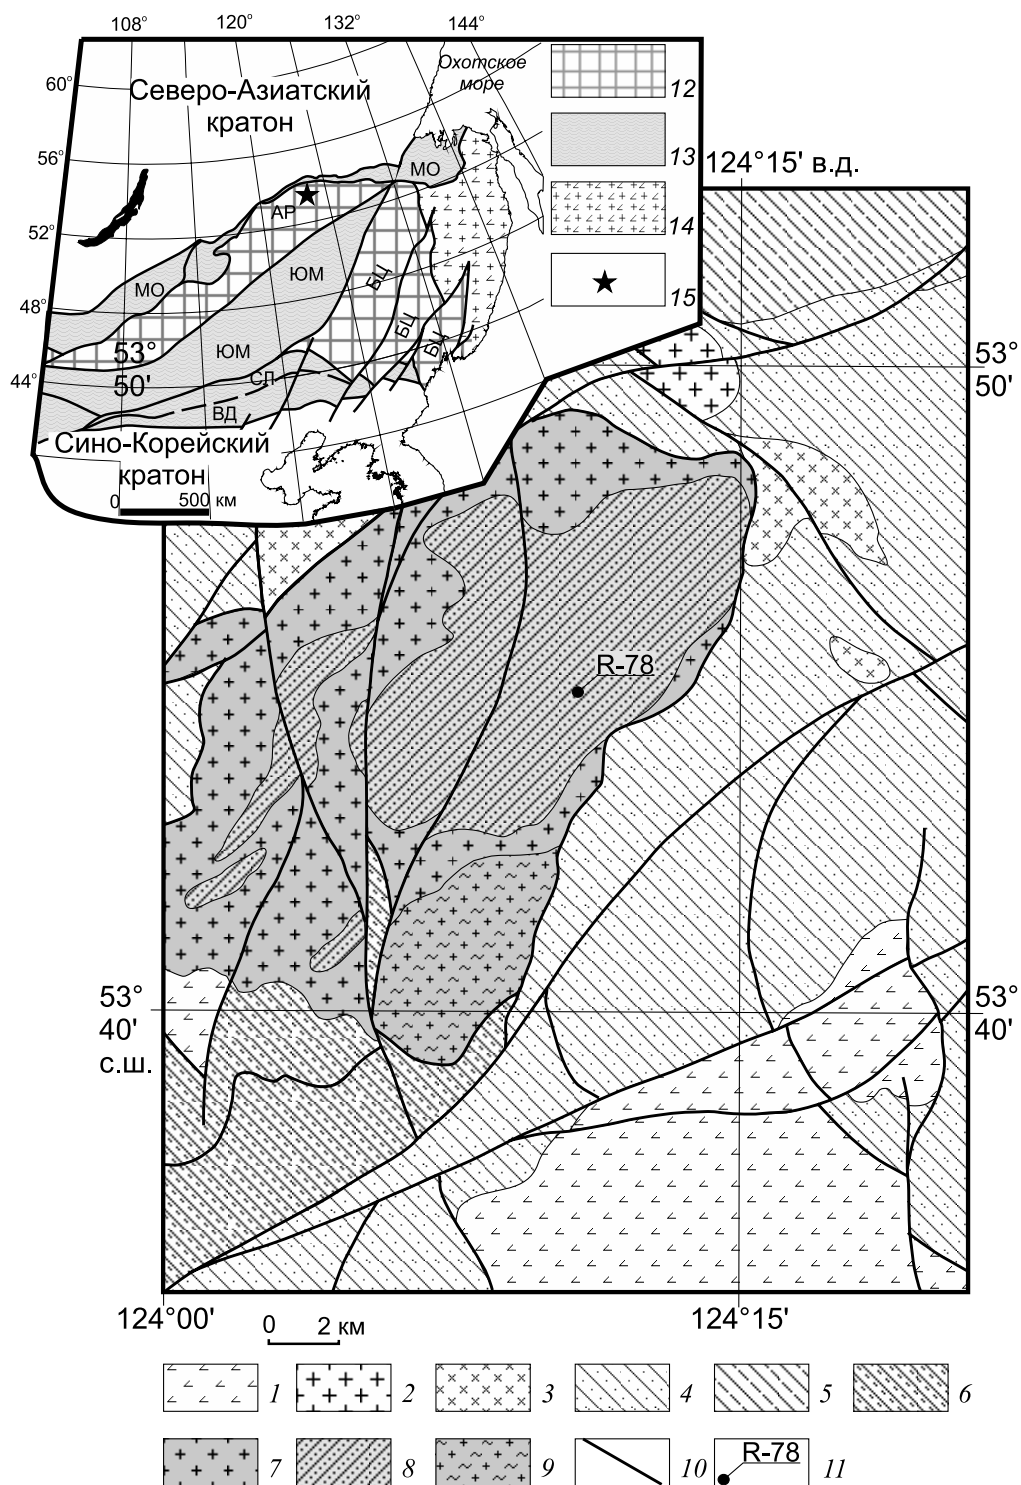 108°
120°
132°
144°
60°
56°
52°
48°
44°
Охотское
море
Северо-Азиатский
кратон
МО
АР
МО
ЮМ
БЦ
БЦ
БЦ
ЮМ
СЛ
ВД
Сино-Корейский
кратон
0 500 км
12
13
14
15
124°15' в.д.
53°
50'
53°
50'
R-78
53°
40'
с.ш.
53°
40'
124°00'
124°15'
0 2 км
1
2
3
4
5
6
7
8
9
10
R-78
11